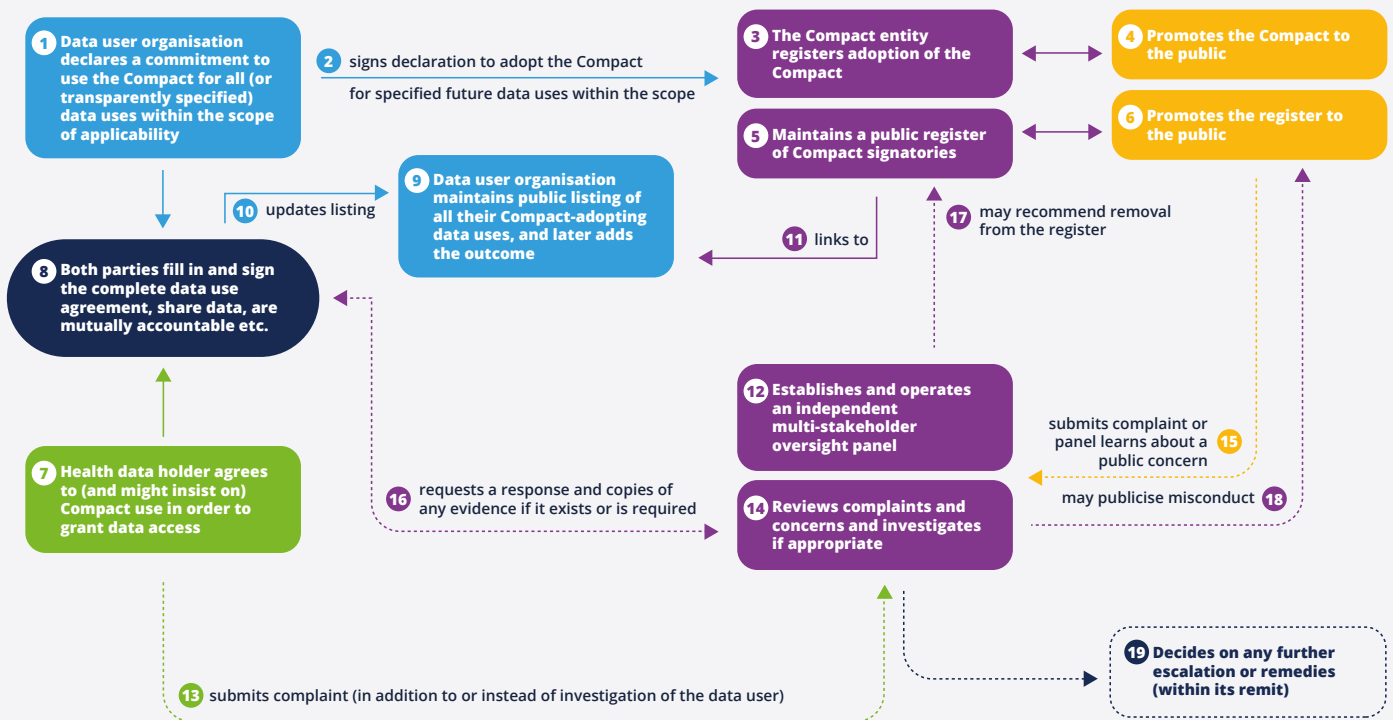 1 Data user organisation
declares a commitment to
use the Compact for all (or
transparently specified)
data uses within the scope
of applicability
2 signs declaration to adopt the Compact
for specified future data uses within the scope
3 The Compact entity
registers adoption of the
Compact
4 Promotes the Compact to
the public
5 Maintains a public register
of Compact signatories
6 Promotes the register to
the public
9 Data user organisation
maintains public listing of
all their Compact-adopting
data uses, and later adds
the outcome
10 updates listing
11 links to
17 may recommend removal
from the register
8 Both parties fill in and sign
the complete data use
agreement, share data, are
mutually accountable etc.
12 Establishes and operates
an independent
multi-stakeholder
oversight panel
submits complaint or
panel learns about a
public concern
15
7 Health data holder agrees
to (and might insist on)
Compact use in order to
grant data access
16 requests a response and copies of
any evidence if it exists or is required
14 Reviews complaints and
concerns and investigates
if appropriate
may publicise misconduct 18
19 Decides on any further
escalation or remedies
(within its remit)
13 submits complaint (in addition to or instead of investigation of the data user)